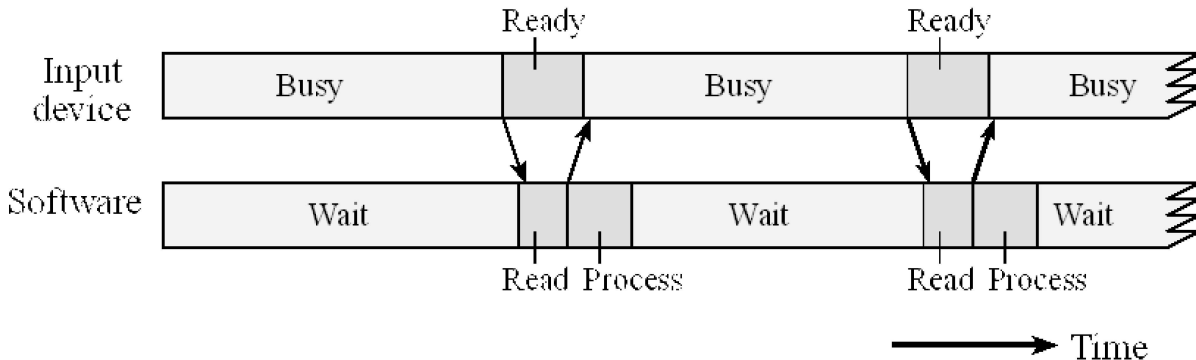 Ready
Ready
Input
device
Busy
Busy
Busy
Software
Wait
Wait
Wait
Read
Process
Read
Process
Time